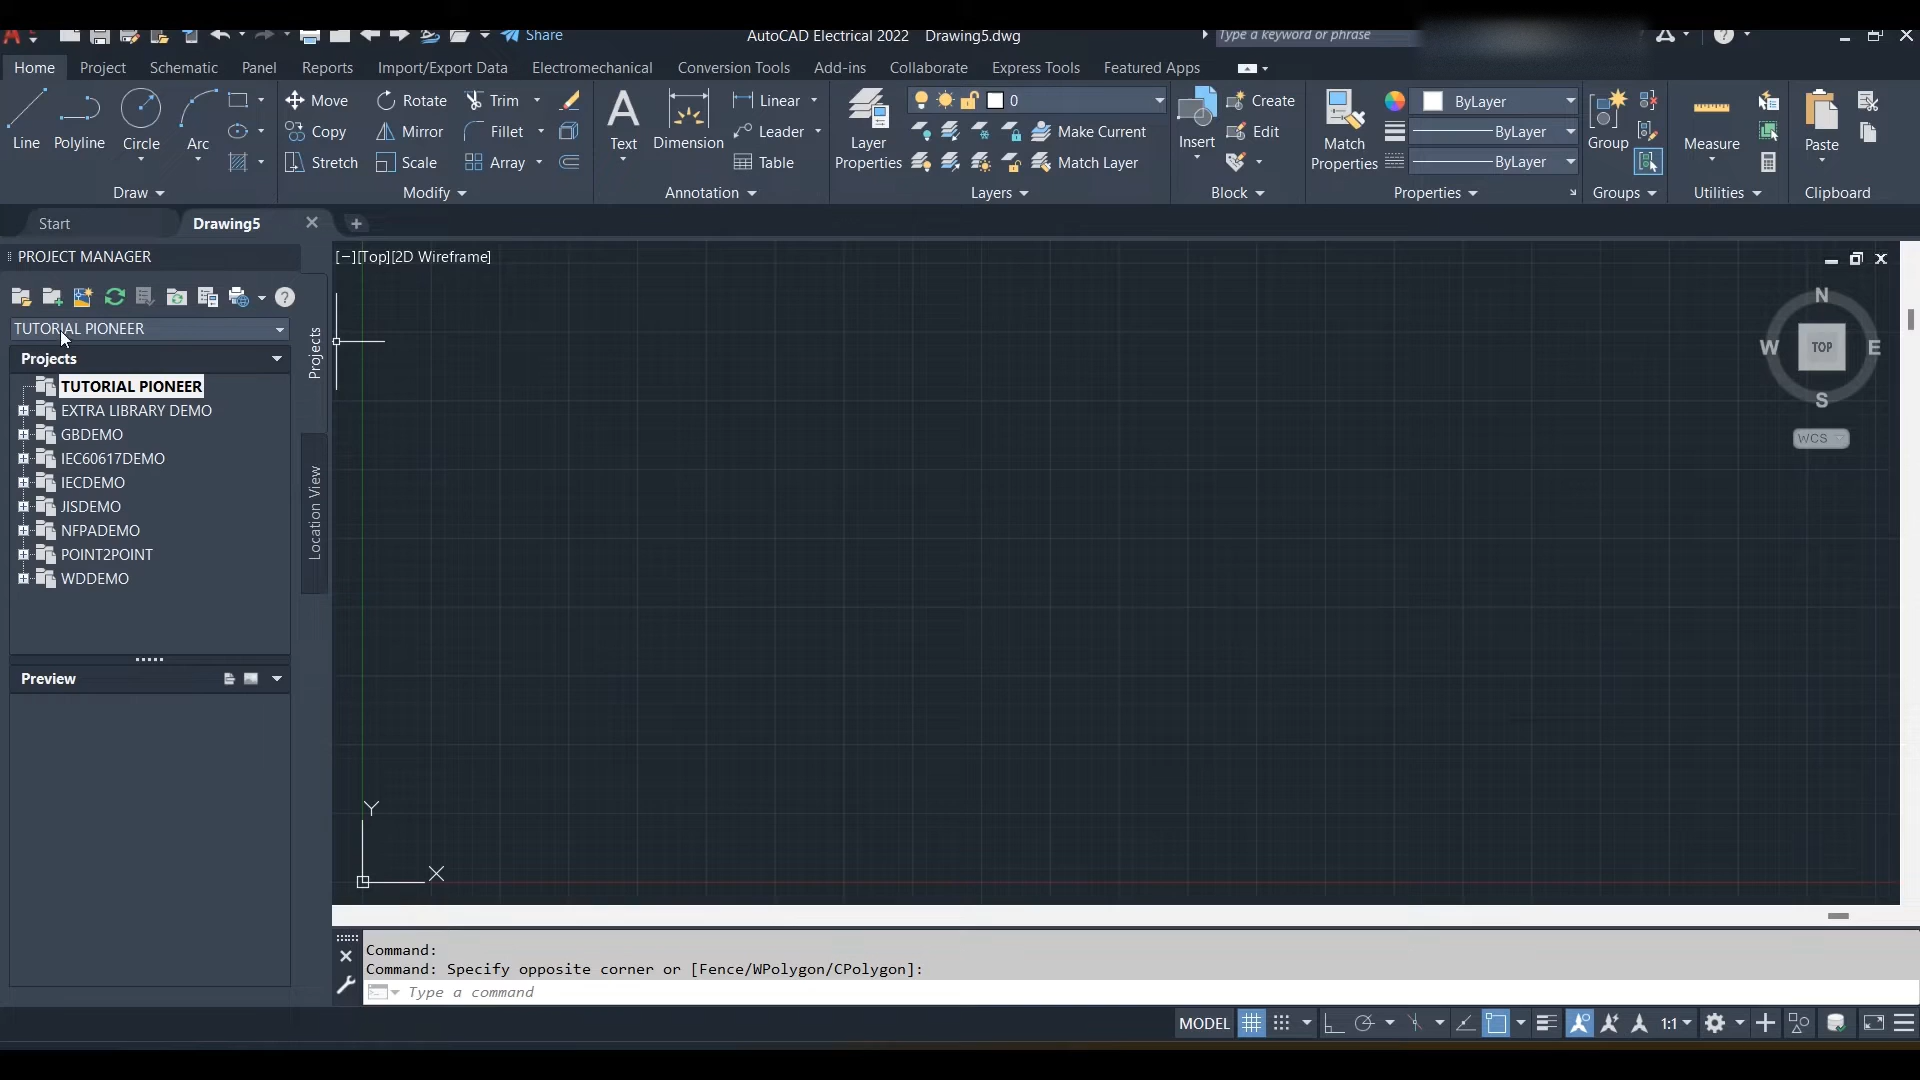 Share AutoCAD Electrical 2022 Drawing5.dwg Type a keyword or phrase
Home Project Schematic Panel Reports Import/Export Data Electromechanical Conversion Tools Add-ins Collaborate Express Tools Featured Apps
Line Polyline Circle Arc
Move Rotate Trim
Copy Mirror Fillet
Stretch Scale Array
Text Dimension
Linear
Leader
Table
Layer
Properties
0
Make Current
Match Layer
Insert
Create
Edit
Match
Properties
ByLayer
ByLayer
ByLayer
Group
Measure
Paste
Draw Modify Annotation Layers Block Properties Groups Utilities Clipboard
Start Drawing5
PROJECT MANAGER
TUTORIAL PIONEER
Projects
TUTORIAL PIONEER
EXTRA LIBRARY DEMO
GBDEMO
IEC60617DEMO
IECDEMO
JISDEMO
NFPADEMO
POINT2POINT
WDDEMO
Preview
Projects
Location View
[−][Top][2D Wireframe]
N
W TOP E
S
WCS
Y
X
Command:
Command: Specify opposite corner or [Fence/WPolygon/CPolygon]:
Type a command
MODEL 1:1